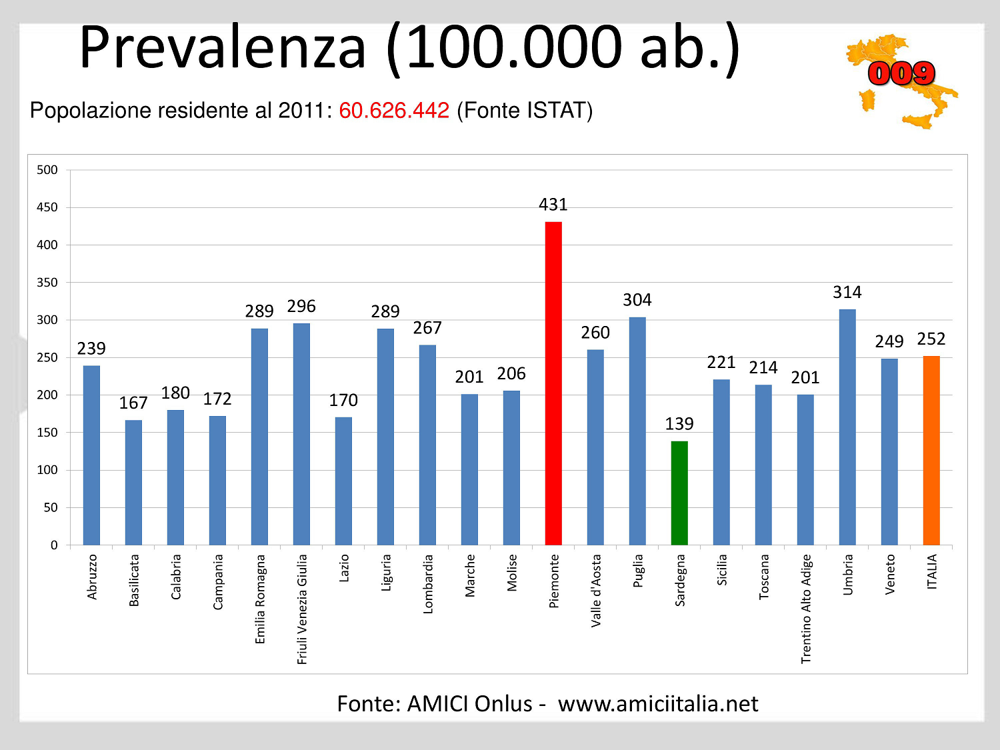 Prevalenza (100.000 ab.)
009
Popolazione residente al 2011: 60.626.442 (Fonte ISTAT)
500
450
400
350
300
250
200
150
100
50
0
239
167
180
172
289
296
170
289
267
201
206
431
260
304
139
221
214
201
314
249
252
Abruzzo
Basilicata
Calabria
Campania
Emilia Romagna
Friuli Venezia Giulia
Lazio
Liguria
Lombardia
Marche
Molise
Piemonte
Valle d'Aosta
Puglia
Sardegna
Sicilia
Toscana
Trentino Alto Adige
Umbria
Veneto
ITALIA
Fonte: AMICI Onlus - www.amiciitalia.net